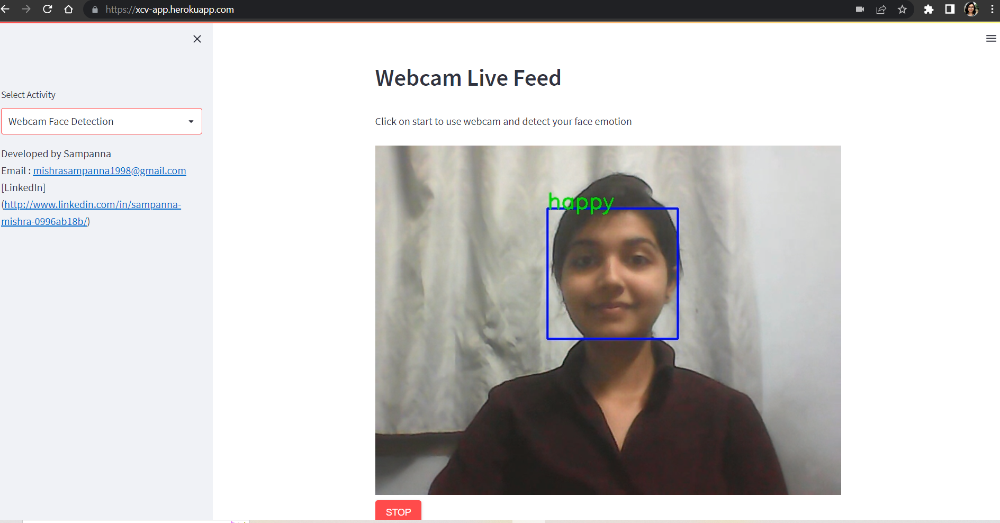 https://xcv-app.herokuapp.com
Select Activity
Webcam Face Detection
Developed by Sampanna
Email : mishrasampanna1998@gmail.com
[LinkedIn]
(http://www.linkedin.com/in/sampanna-
mishra-0996ab18b/)
Webcam Live Feed
Click on start to use webcam and detect your face emotion
happy
STOP